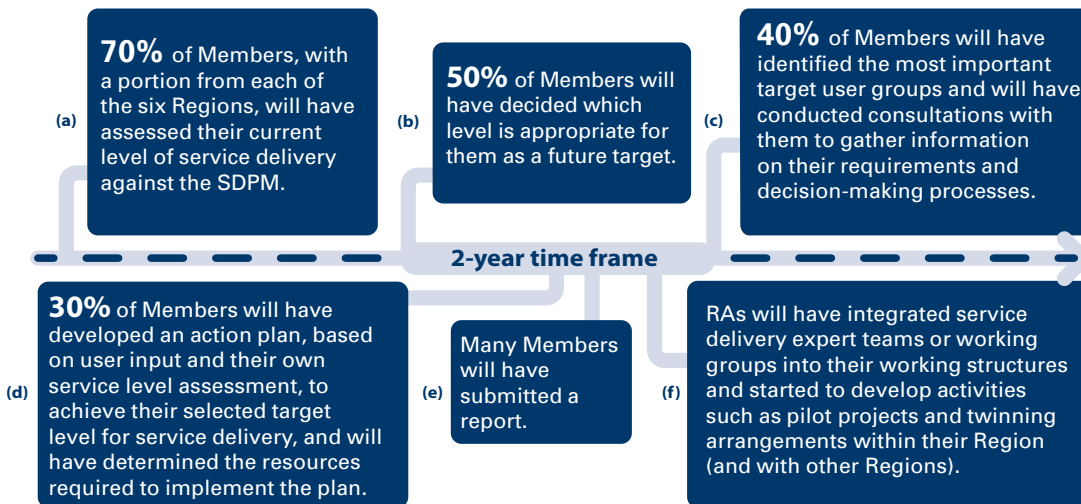 (a)
70% of Members, with
a portion from each of
the six Regions, will have
assessed their current
level of service delivery
against the SDPM.
(b)
50% of Members will
have decided which
level is appropriate for
them as a future target.
(c)
40% of Members will have
identified the most important
target user groups and will have
conducted consultations with
them to gather information
on their requirements and
decision-making processes.
2-year time frame
(d)
30% of Members will have
developed an action plan, based
on user input and their own
service level assessment, to
achieve their selected target
level for service delivery, and will
have determined the resources
required to implement the plan.
(e)
Many Members
will have
submitted a
report.
(f)
RAs will have integrated service
delivery expert teams or working
groups into their working structures
and started to develop activities
such as pilot projects and twinning
arrangements within their Region
(and with other Regions).